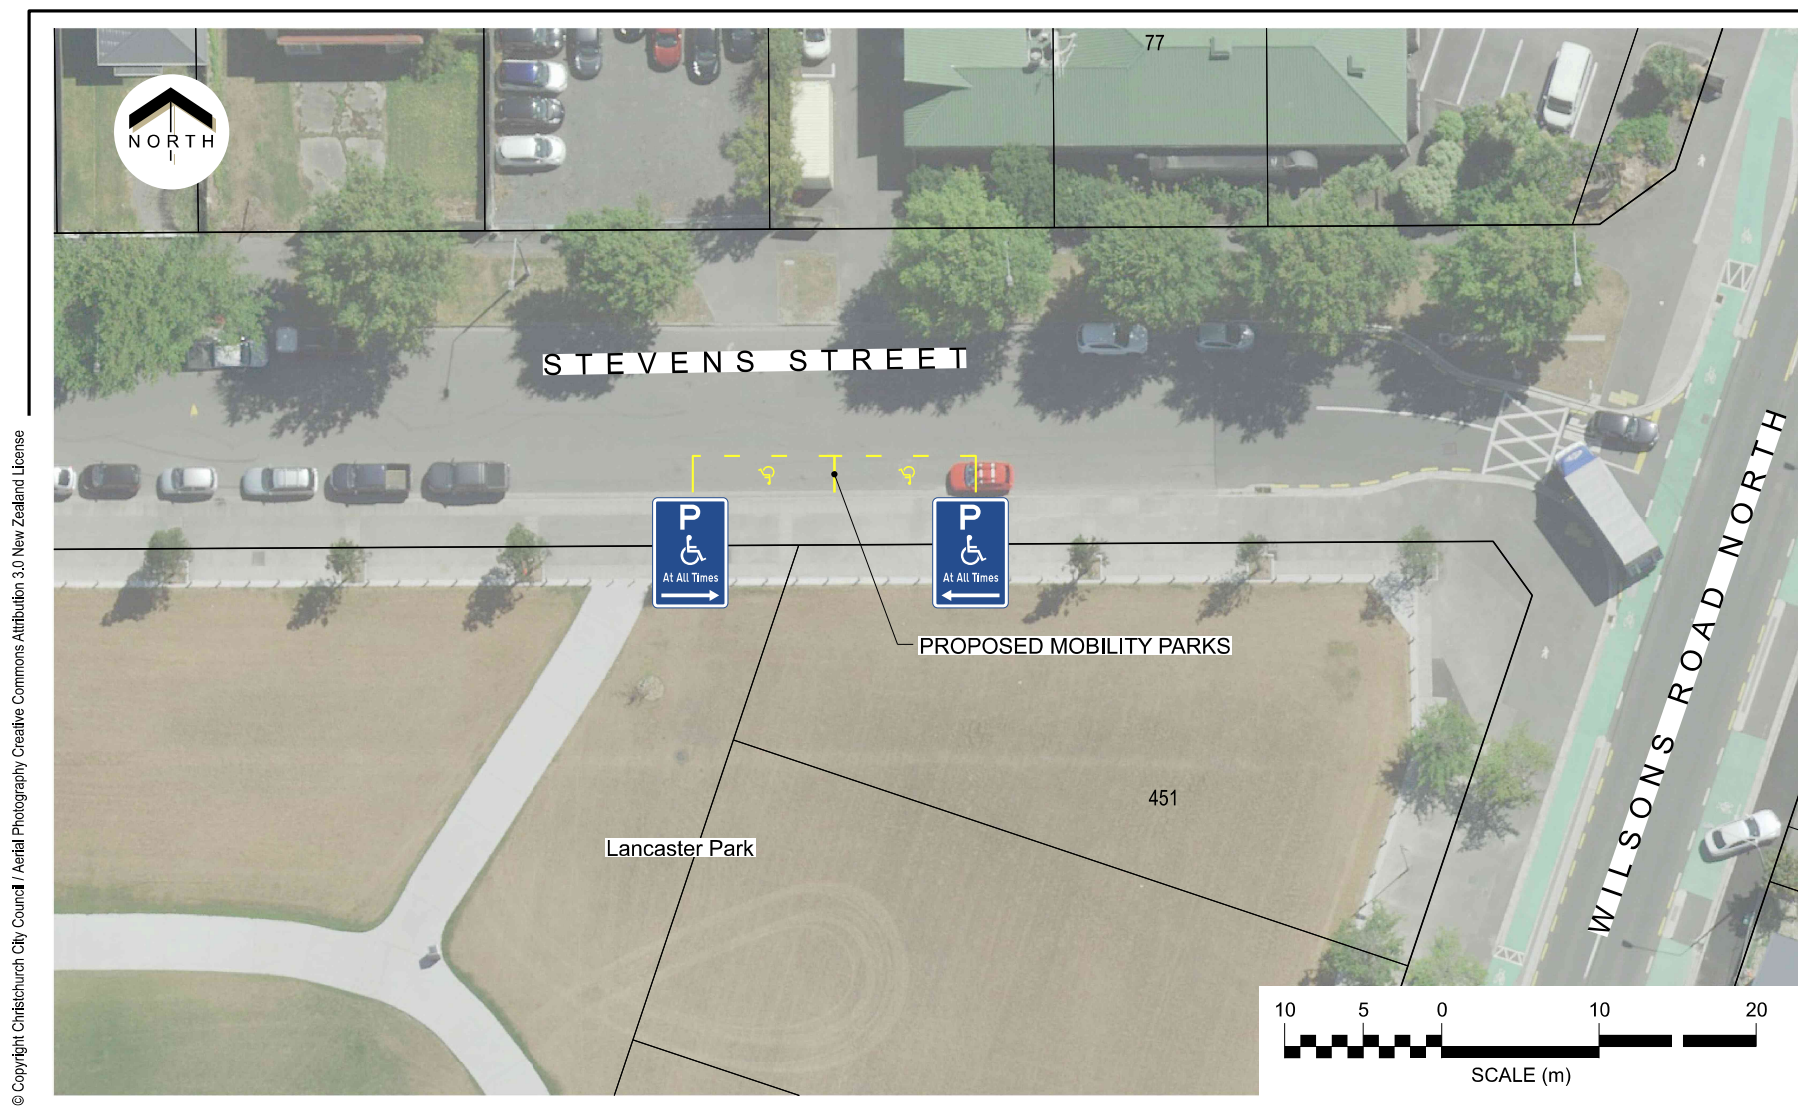 77
NORTH
STEVENS STREET
P
At All Times
P
At All Times
PROPOSED MOBILITY PARKS
WILSONS ROAD NORTH
451
Lancaster Park
10 5 0 10 20
SCALE (m)
© Copyright Christchurch City Council / Aerial Photography Creative Commons Attribution 3.0 New Zealand License